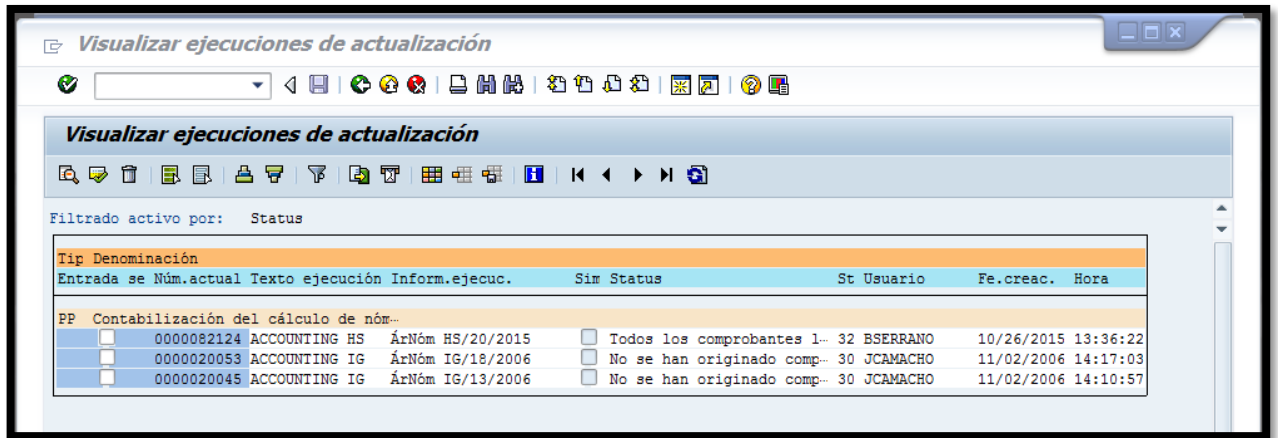 Visualizar ejecuciones de actualización
Visualizar ejecuciones de actualización
Filtrado activo por: Status
Tip Denominación
Entrada se Núm.actual Texto ejecución Inform.ejecuc. Sim Status St Usuario Fe.creac. Hora
PP Contabilización del cálculo de nóm…
0000082124 ACCOUNTING HS ÁrNóm HS/20/2015 Todos los comprobantes l… 32 BSERRANO 10/26/2015 13:36:22
0000020053 ACCOUNTING IG ÁrNóm IG/18/2006 No se han originado comp… 30 JCAMACHO 11/02/2006 14:17:03
0000020045 ACCOUNTING IG ÁrNóm IG/13/2006 No se han originado comp… 30 JCAMACHO 11/02/2006 14:10:57